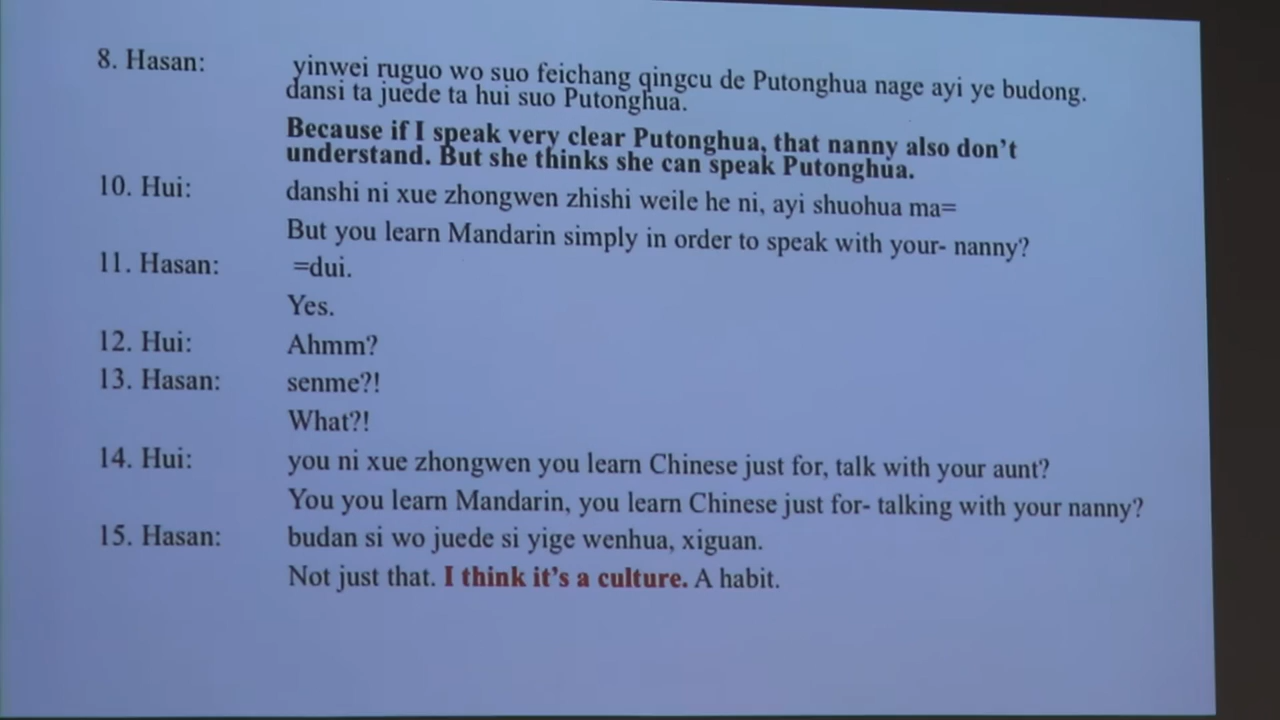 8. Hasan: yinwei ruguo wo suo feichang qingcu de Putonghua nage ayi ye budong.
dansi ta juede ta hui suo Putonghua.
Because if I speak very clear Putonghua, that nanny also don't
understand. But she thinks she can speak Putonghua.
10. Hui: danshi ni xue zhongwen zhishi weile he ni, ayi shuohua ma=
But you learn Mandarin simply in order to speak with your- nanny?
11. Hasan: =dui.
Yes.
12. Hui: Ahmm?
13. Hasan: senme?!
What?!
14. Hui: you ni xue zhongwen you learn Chinese just for, talk with your aunt?
You you learn Mandarin, you learn Chinese just for- talking with your nanny?
15. Hasan: budan si wo juede si yige wenhua, xiguan.
Not just that. I think it's a culture. A habit.